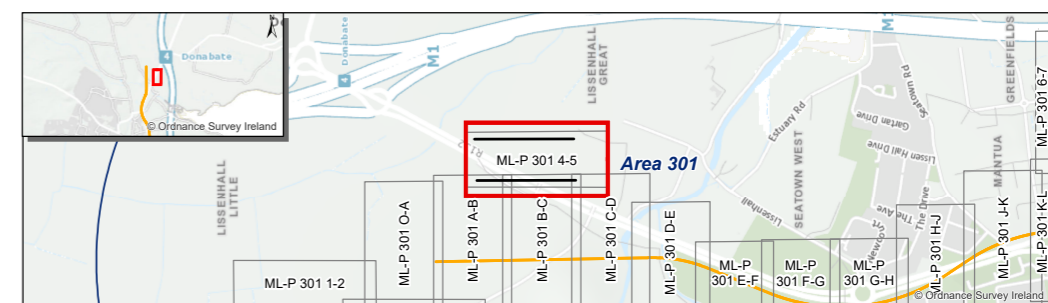 4
Donabate
© Ordnance Survey Ireland
4
Donabate
M1
M1
LISSENHALL
GREAT
LISSENHALL
LITTLE
R132
ML-P 301 4-5
Area 301
Estuary Rd
SEATOWN WEST
Seatown Rd
Gartan Drive
Lissen Hall Drive
The Drive
The Ave
Lissenhall
GREENFIELDS
MANTUA
ML-P 301 6-7
ML-P 301 1-2
ML-P 301 O-A
ML-P 301 A-B
ML-P 301 B-C
ML-P 301 C-D
ML-P 301 D-E
ML-P
301 E-F
ML-P
301 F-G
ML-P
301 G-H
ML-P 301 H-J
ML-P 301 J-K
ML-P 301 K-L
© Ordnance Survey Ireland